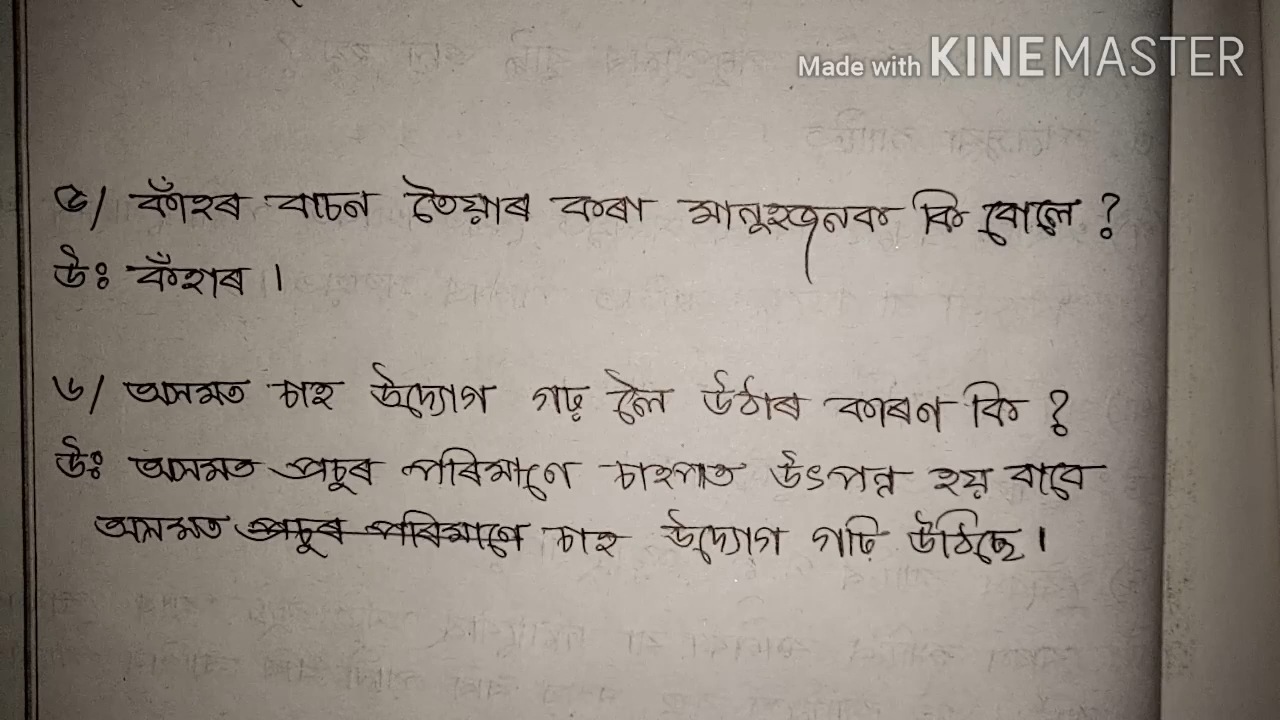 Made with KINEMASTER
৫/ কাঁহৰ বাচন তৈয়াৰ কৰা মানুহজনক কি বোলে ?
উঃ কঁহাৰ ।
৬/ অসমত চাহ উদ্যোগ গঢ় লৈ উঠাৰ কাৰণ কি ?
উঃ অসমত প্ৰচুৰ পৰিমাণে চাহপাত উৎপন্ন হয় বাবে
অসমত প্ৰচুৰ পৰিমাণে চাহ উদ্যোগ গঢ়ি উঠিছে ।